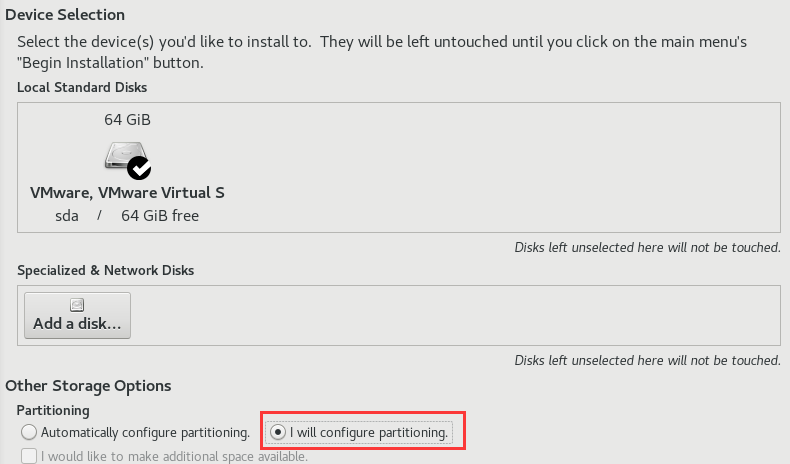 Device Selection
Select the device(s) you'd like to install to.  They will be left untouched until you click on the main menu's
"Begin Installation" button.
Local Standard Disks
64 GiB
VMware, VMware Virtual S
sda / 64 GiB free
Disks left unselected here will not be touched.
Specialized & Network Disks
Add a disk...
Disks left unselected here will not be touched.
Other Storage Options
Partitioning
Automatically configure partitioning. I will configure partitioning.
I would like to make additional space available.